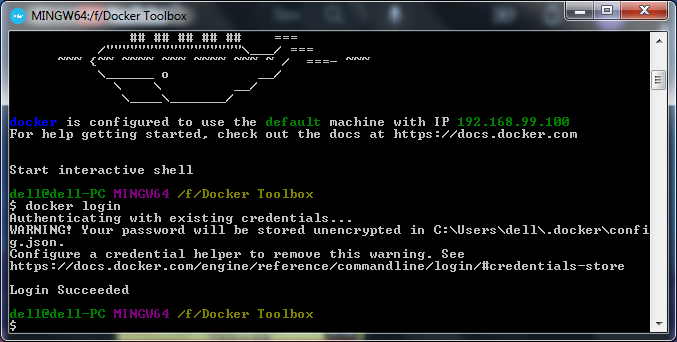 MINGW64:/f/Docker Toolbox
## ## ## ## ##    ===
/"""""""""""""""""\___/ ===
~~~ {~~ ~~~~ ~~~ ~~~~ ~~~ ~ /  ===- ~~~
\______ o           __/
\    \         __/
\____\_______/
docker is configured to use the default machine with IP 192.168.99.100
For help getting started, check out the docs at https://docs.docker.com
Start interactive shell
dell@dell-PC MINGW64 /f/Docker Toolbox
$ docker login
Authenticating with existing credentials...
WARNING! Your password will be stored unencrypted in C:\Users\dell\.docker\confi
g.json.
Configure a credential helper to remove this warning. See
https://docs.docker.com/engine/reference/commandline/login/#credentials-store
Login Succeeded
dell@dell-PC MINGW64 /f/Docker Toolbox
$